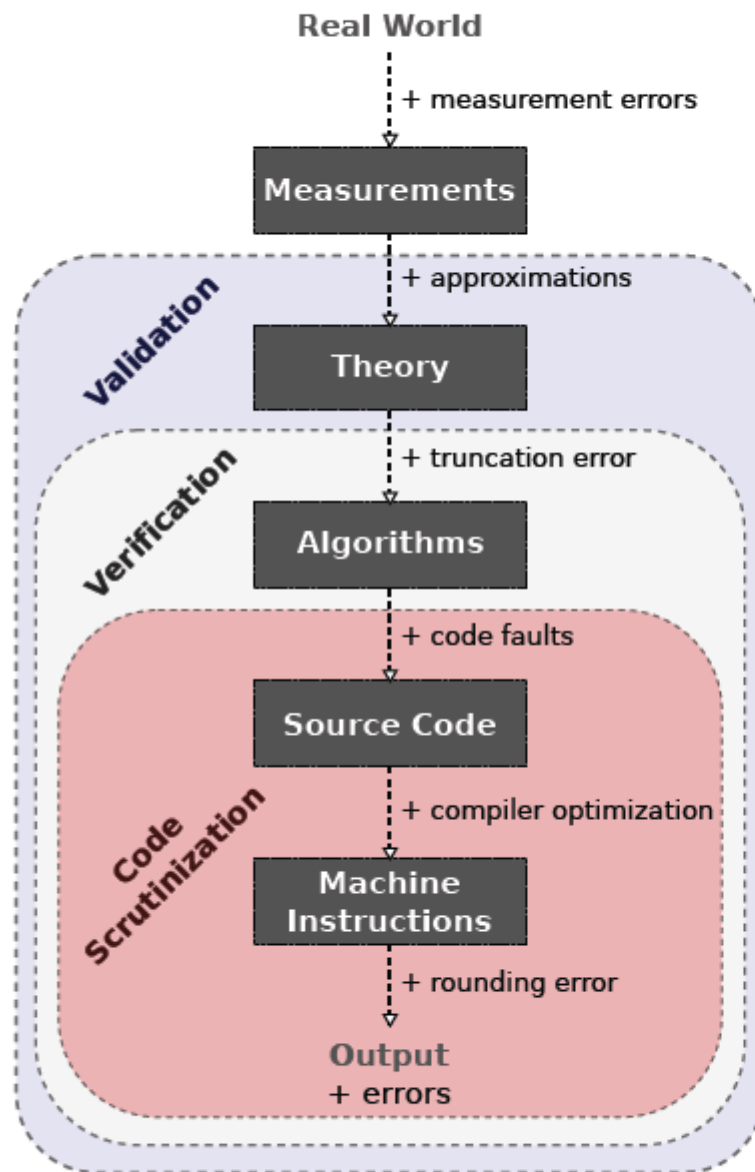 Real World
+ measurement errors
Measurements
+ approximations
Validation
Theory
+ truncation error
Verification
Algorithms
+ code faults
Source Code
+ compiler optimization
Code
Scrutinization
Machine
Instructions
+ rounding error
Output
+ errors